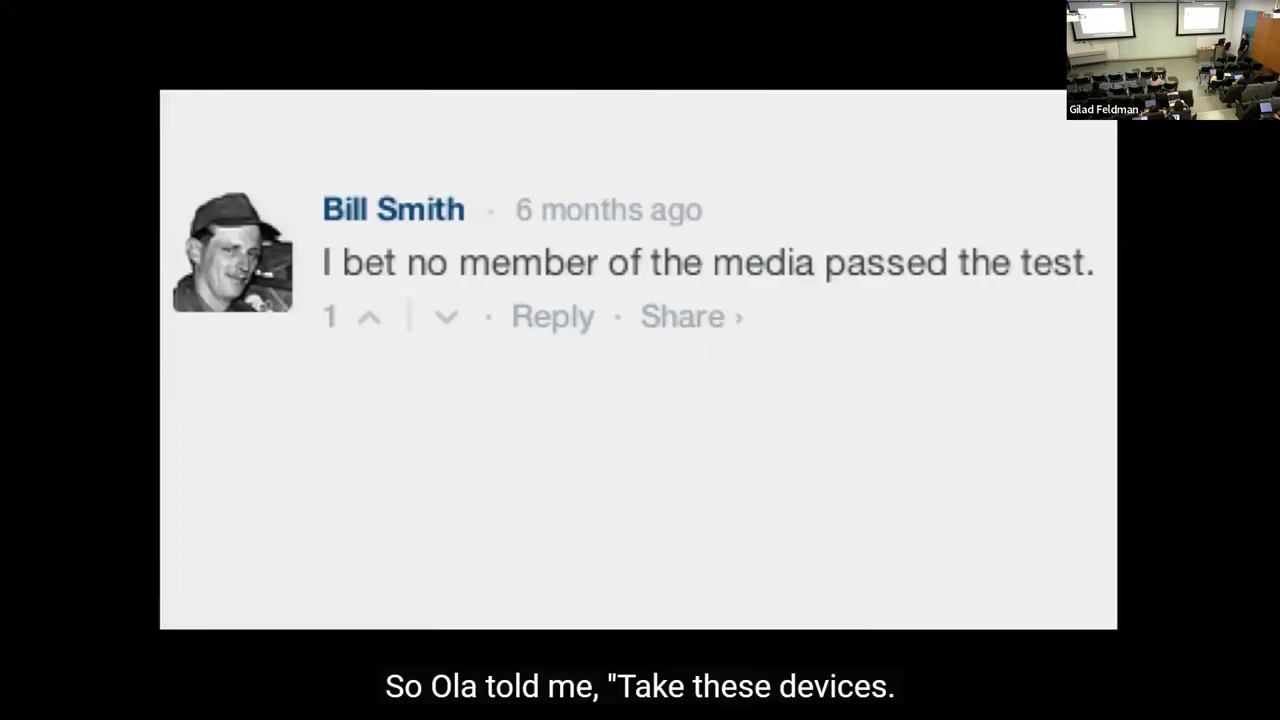 Gilad Feldman
Bill Smith · 6 months ago
I bet no member of the media passed the test.
1 · Reply · Share ›
So Ola told me, "Take these devices.